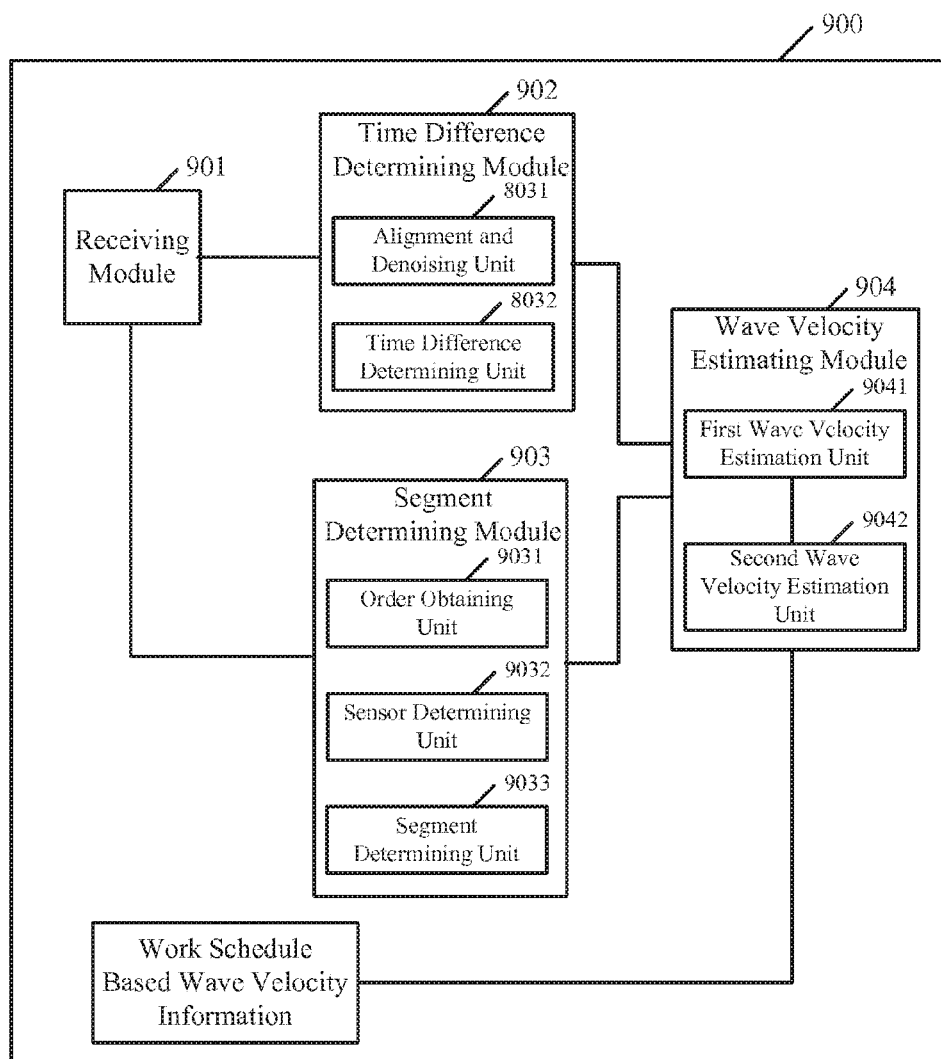 900
902
Time Difference
Determining Module
8031
Alignment and
Denoising Unit
8032
Time Difference
Determining Unit
901
Receiving
Module
904
Wave Velocity
Estimating Module
9041
First Wave Velocity
Estimation Unit
9042
Second Wave
Velocity Estimation
Unit
903
Segment
Determining Module
9031
Order Obtaining
Unit
9032
Sensor Determining
Unit
9033
Segment
Determining Unit
Work Schedule
Based Wave Velocity
Information